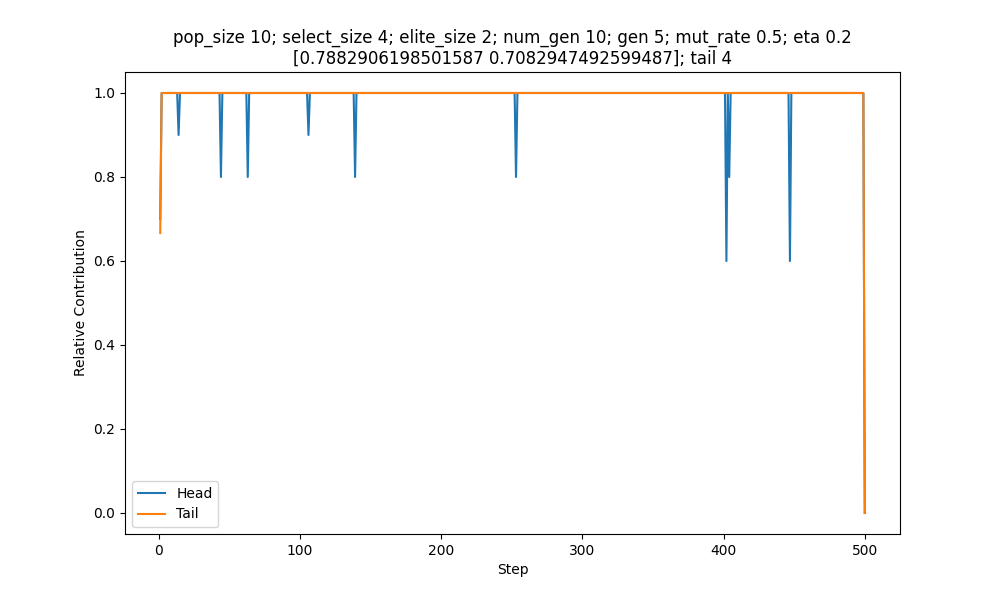 pop_size 10; select_size 4; elite_size 2; num_gen 10; gen 5; mut_rate 0.5; eta 0.2
[0.7882906198501587 0.7082947492599487]; tail 4
1.0
0.8
0.6
0.4
0.2
0.0
Relative Contribution
Head
Tail
0
100
200
300
400
500
Step